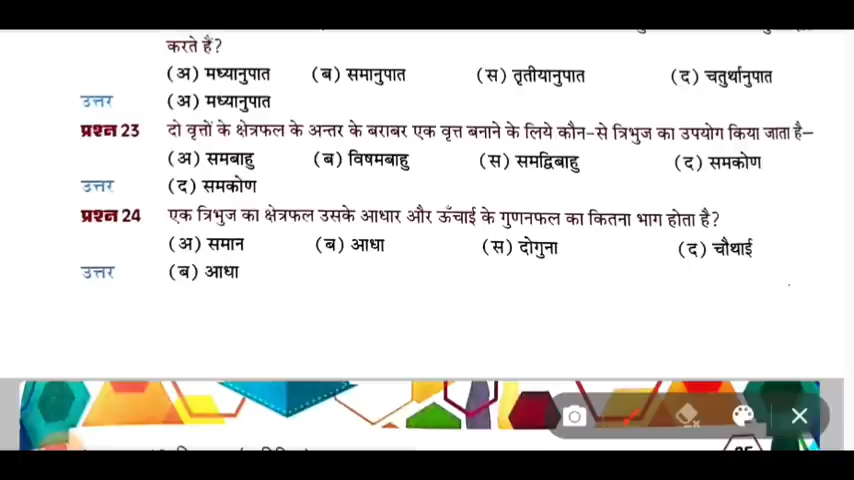 करते हैं?
(अ) मध्यानुपात (ब) समानुपात (स) तृतीयानुपात (द) चतुर्थानुपात
उत्तर (अ) मध्यानुपात
प्रश्न 23 दो वृत्तों के क्षेत्रफल के अन्तर के बराबर एक वृत्त बनाने के लिये कौन-से त्रिभुज का उपयोग किया जाता है–
(अ) समबाहु (ब) विषमबाहु (स) समद्विबाहु (द) समकोण
उत्तर (द) समकोण
प्रश्न 24 एक त्रिभुज का क्षेत्रफल उसके आधार और ऊँचाई के गुणनफल का कितना भाग होता है?
(अ) समान (ब) आधा (स) दोगुना (द) चौथाई
उत्तर (ब) आधा